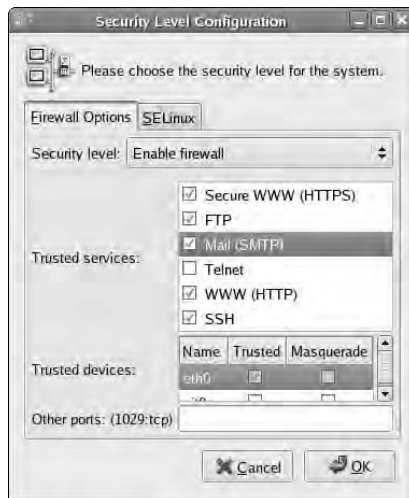 Security Level Configuration
Please choose the security level for the system.
Firewall Options SELinux
Security level: Enable firewall
Trusted services:
Secure WWW (HTTPS)
FTP
Mail (SMTP)
Telnet
WWW (HTTP)
SSH
Trusted devices:
Name Trusted Masquerade
eth0
Other ports: (1029:tcp)
Cancel OK